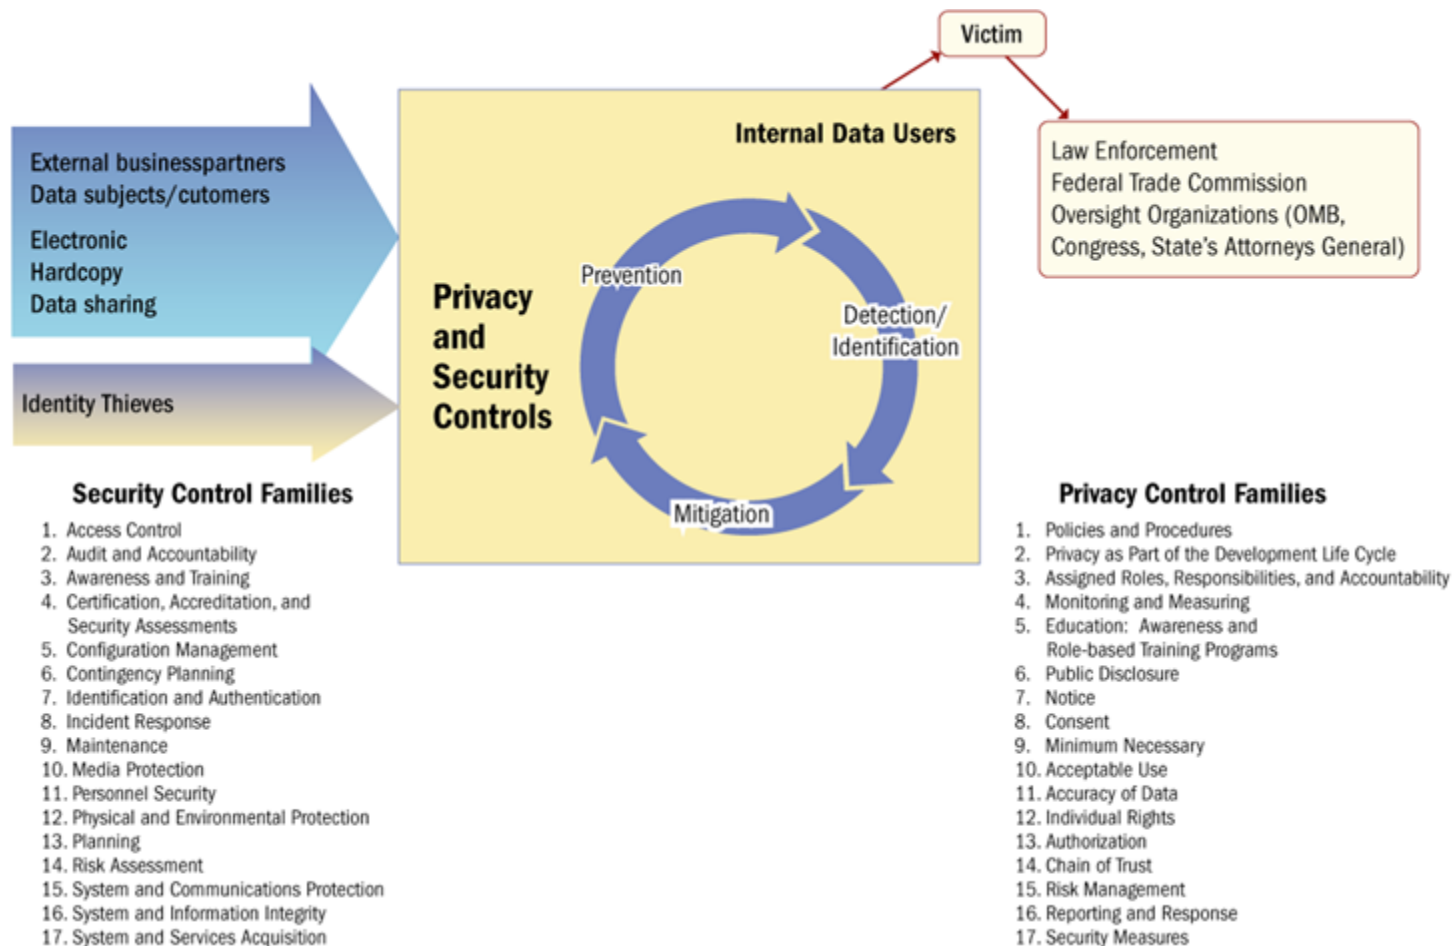 Victim
Internal Data Users
External businesspartners
Data subjects/cutomers
Electronic
Hardcopy
Data sharing
Law Enforcement
Federal Trade Commission
Oversight Organizations (OMB,
Congress, State's Attorneys General)
Prevention
Privacy
and
Security
Controls
Detection/
Identification
Identity Thieves
Mitigation
Security Control Families
1. Access Control
2. Audit and Accountability
3. Awareness and Training
4. Certification, Accreditation, and
Security Assessments
5. Configuration Management
6. Contingency Planning
7. Identification and Authentication
8. Incident Response
9. Maintenance
10. Media Protection
11. Personnel Security
12. Physical and Environmental Protection
13. Planning
14. Risk Assessment
15. System and Communications Protection
16. System and Information Integrity
17. System and Services Acquisition
Privacy Control Families
1. Policies and Procedures
2. Privacy as Part of the Development Life Cycle
3. Assigned Roles, Responsibilities, and Accountability
4. Monitoring and Measuring
5. Education: Awareness and
Role-based Training Programs
6. Public Disclosure
7. Notice
8. Consent
9. Minimum Necessary
10. Acceptable Use
11. Accuracy of Data
12. Individual Rights
13. Authorization
14. Chain of Trust
15. Risk Management
16. Reporting and Response
17. Security Measures